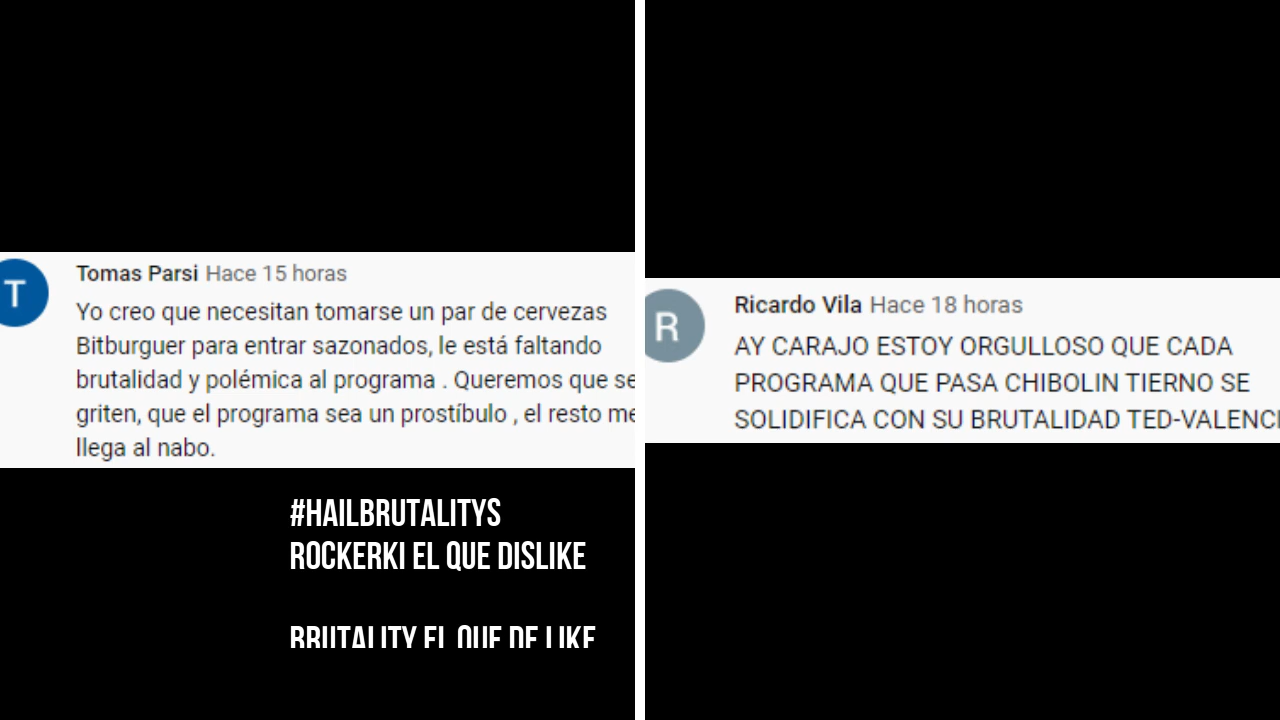 T
Tomas Parsi Hace 15 horas
Yo creo que necesitan tomarse un par de cervezas
Bitburguer para entrar sazonados, le está faltando
brutalidad y polémica al programa . Queremos que se
griten, que el programa sea un prostíbulo , el resto me
llega al nabo.
#HAILBRUTALITYS
ROCKERKI EL QUE DISLIKE
BRUTALITY EL QUE DE LIKE
R
Ricardo Vila Hace 18 horas
AY CARAJO ESTOY ORGULLOSO QUE CADA
PROGRAMA QUE PASA CHIBOLIN TIERNO SE
SOLIDIFICA CON SU BRUTALIDAD TED-VALENCI